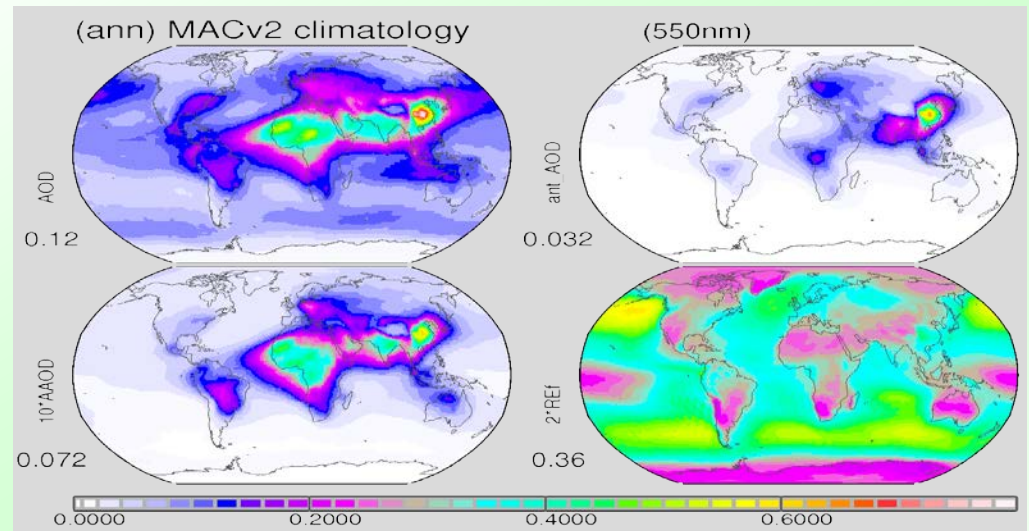 (ann) MACv2 climatology (550nm)
AOD
0.12
ant_AOD
0.032
10*AAOD
0.072
2*REf
0.36
0.0000 0.2000 0.4000 0.6000